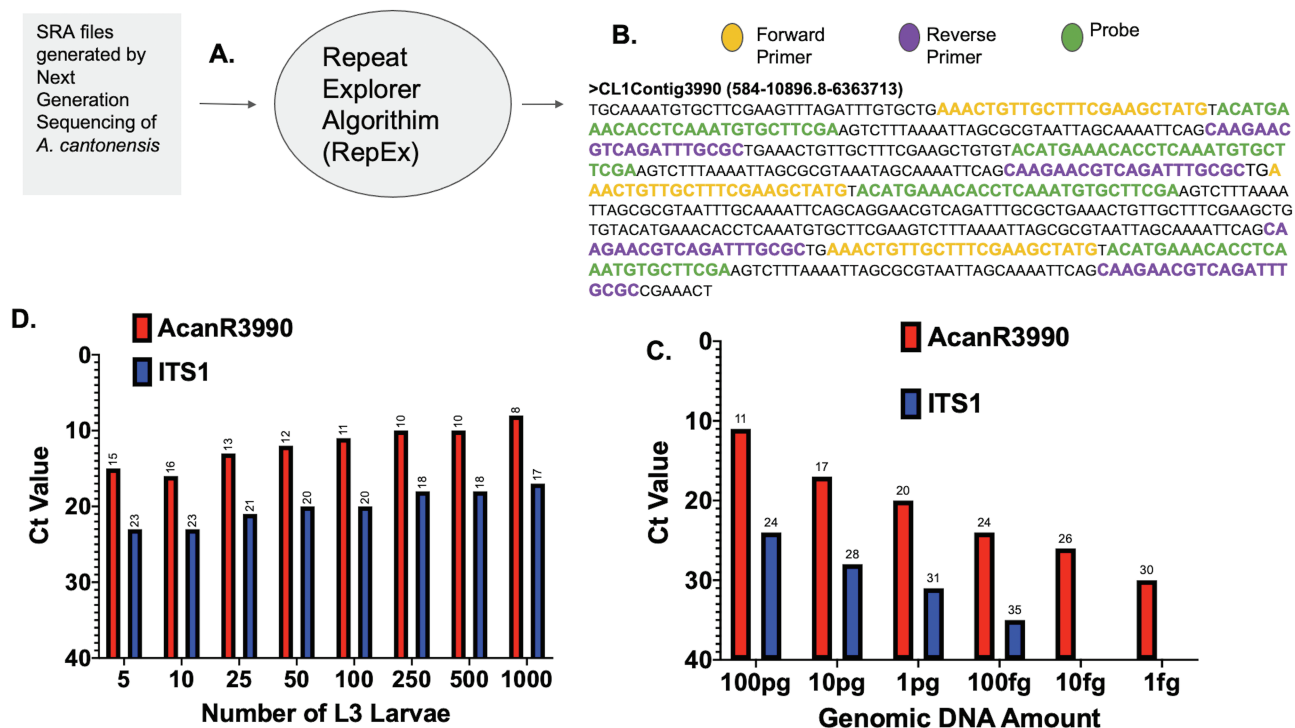 SRA files
generated by
Next
Generation
Sequencing of
A. cantonensis
A.
Repeat
Explorer
Algorithim
(RepEx)
B.
Forward
Primer
Reverse
Primer
Probe
>CL1Contig3990 (584-10896.8-6363713)
TGCAAAATGTGCTTCGAAGTTTAGATTTGTGCTGAAACTGTTGCTTTCGAAGCTATGTACATGA
AACACCTCAAATGTGCTTCGAAGTCTTTAAAATTAGCGCGTAATTAGCAAAATTCAGCAAGAAC
GTCAGATTTGCGCTGAAACTGTTGCTTTCGAAGCTGTGTACATGAAACACCTCAAATGTGCT
TCGAAGTCTTTAAAATTAGCGCGTAAATAGCAAAATTCAGCAAGAACGTCAGATTTGCGCTGA
AACTGTTGCTTTCGAAGCTATGTACATGAAACACCTCAAATGTGCTTCGAAGTCTTTAAAA
TTAGCGCGTAATTTGCAAAATTCAGCAGGAACGTCAGATTTGCGCTGAAACTGTTGCTTTCGAAGCTG
TGTACATGAAACACCTCAAATGTGCTTCGAAGTCTTTAAAATTAGCGCGTAATTAGCAAAATTCAGCA
AGAACGTCAGATTTGCGCTGAAACTGTTGCTTTCGAAGCTATGTACATGAAACACCTCA
AATGTGCTTCGAAGTCTTTAAAATTAGCGCGTAATTAGCAAAATTCAGCAAGAACGTCAGATTT
GCGCCCGAAACT
D.
AcanR3990
ITS1
Ct Value
0
10
20
30
40
15
23
16
23
13
21
12
20
11
20
10
18
10
18
8
17
5 10 25 50 100 250 500 1000
Number of L3 Larvae
C.
AcanR3990
ITS1
Ct Value
0
10
20
30
40
11
24
17
28
20
31
24
35
26
30
100pg 10pg 1pg 100fg 10fg 1fg
Genomic DNA Amount